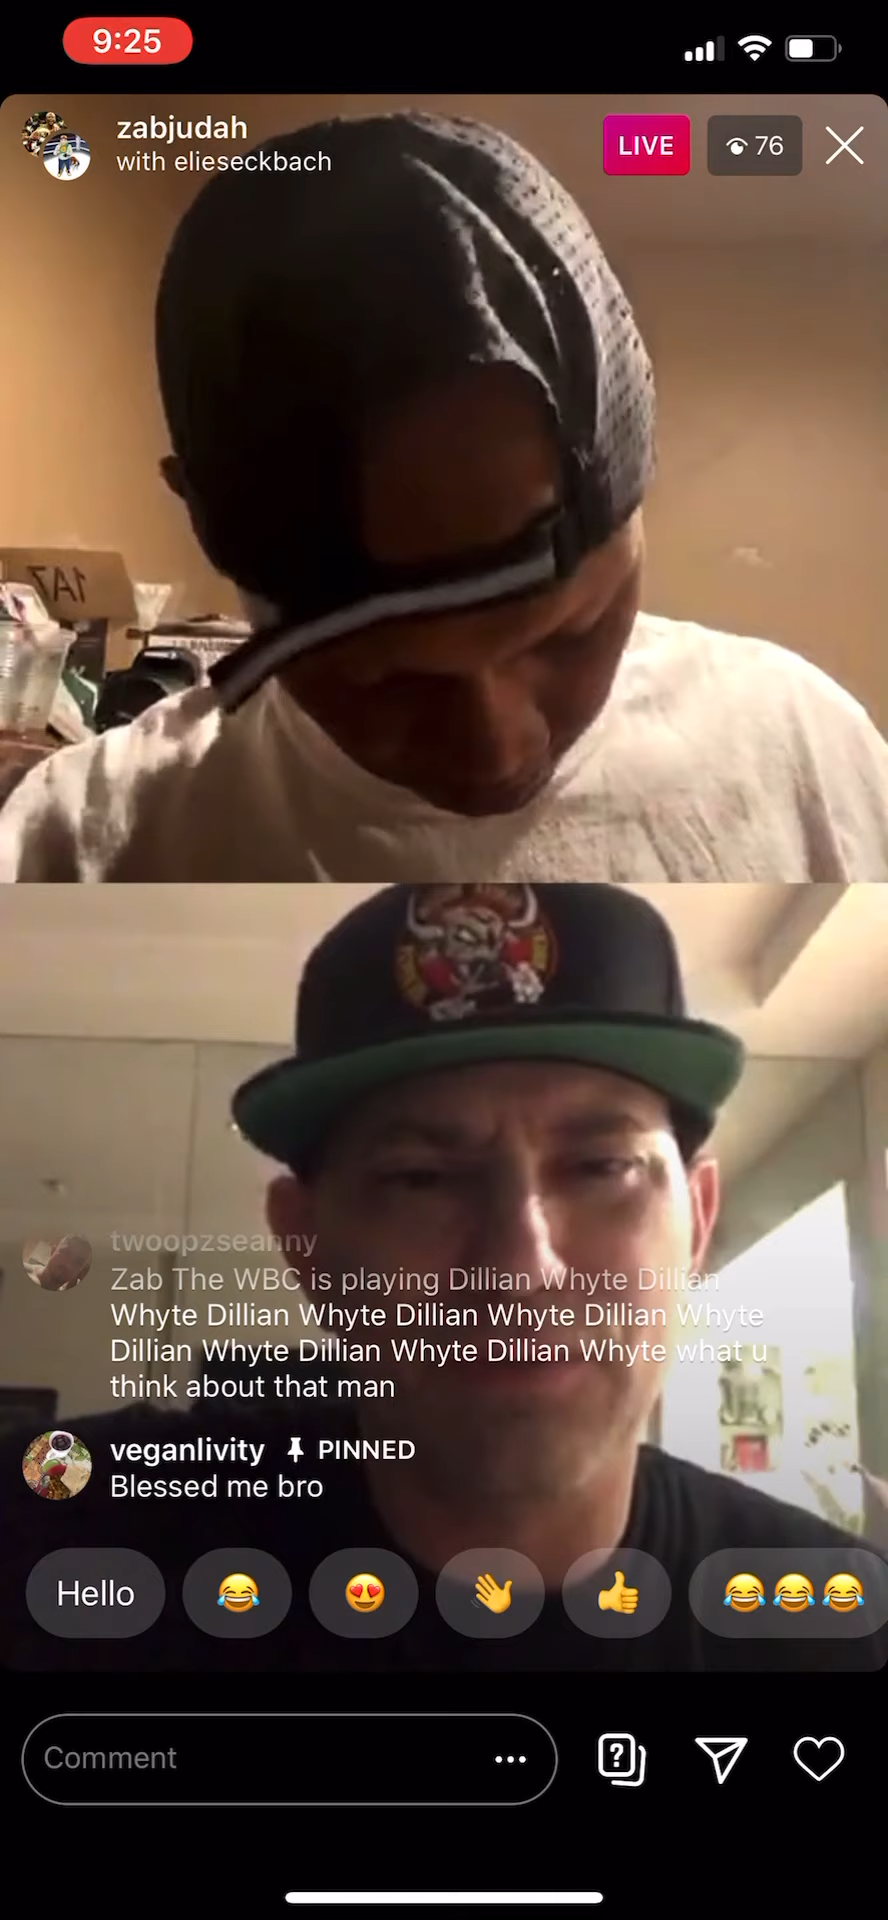 9:25
zabjudah
with elieseckbach
LIVE
76
1A7
twoopzseanny
Zab The WBC is playing Dillian Whyte Dillian
Whyte Dillian Whyte Dillian Whyte Dillian Whyte
Dillian Whyte Dillian Whyte Dillian Whyte what u
think about that man
veganlivity PINNED
Blessed me bro
Hello
Comment